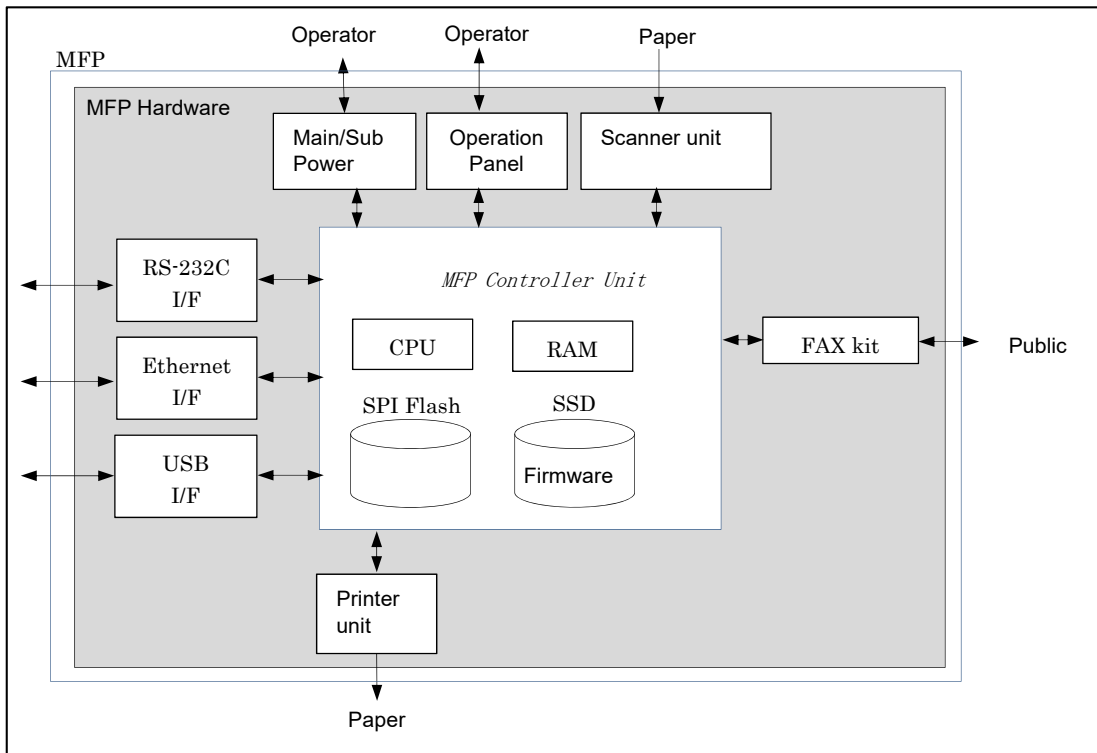 Operator
Operator
Paper
MFP
MFP Hardware
Main/Sub
Power
Operation
Panel
Scanner unit
RS-232C
I/F
MFP Controller Unit
CPU
RAM
FAX kit
Public
Ethernet
I/F
SPI Flash
SSD
USB
I/F
Firmware
Printer
unit
Paper